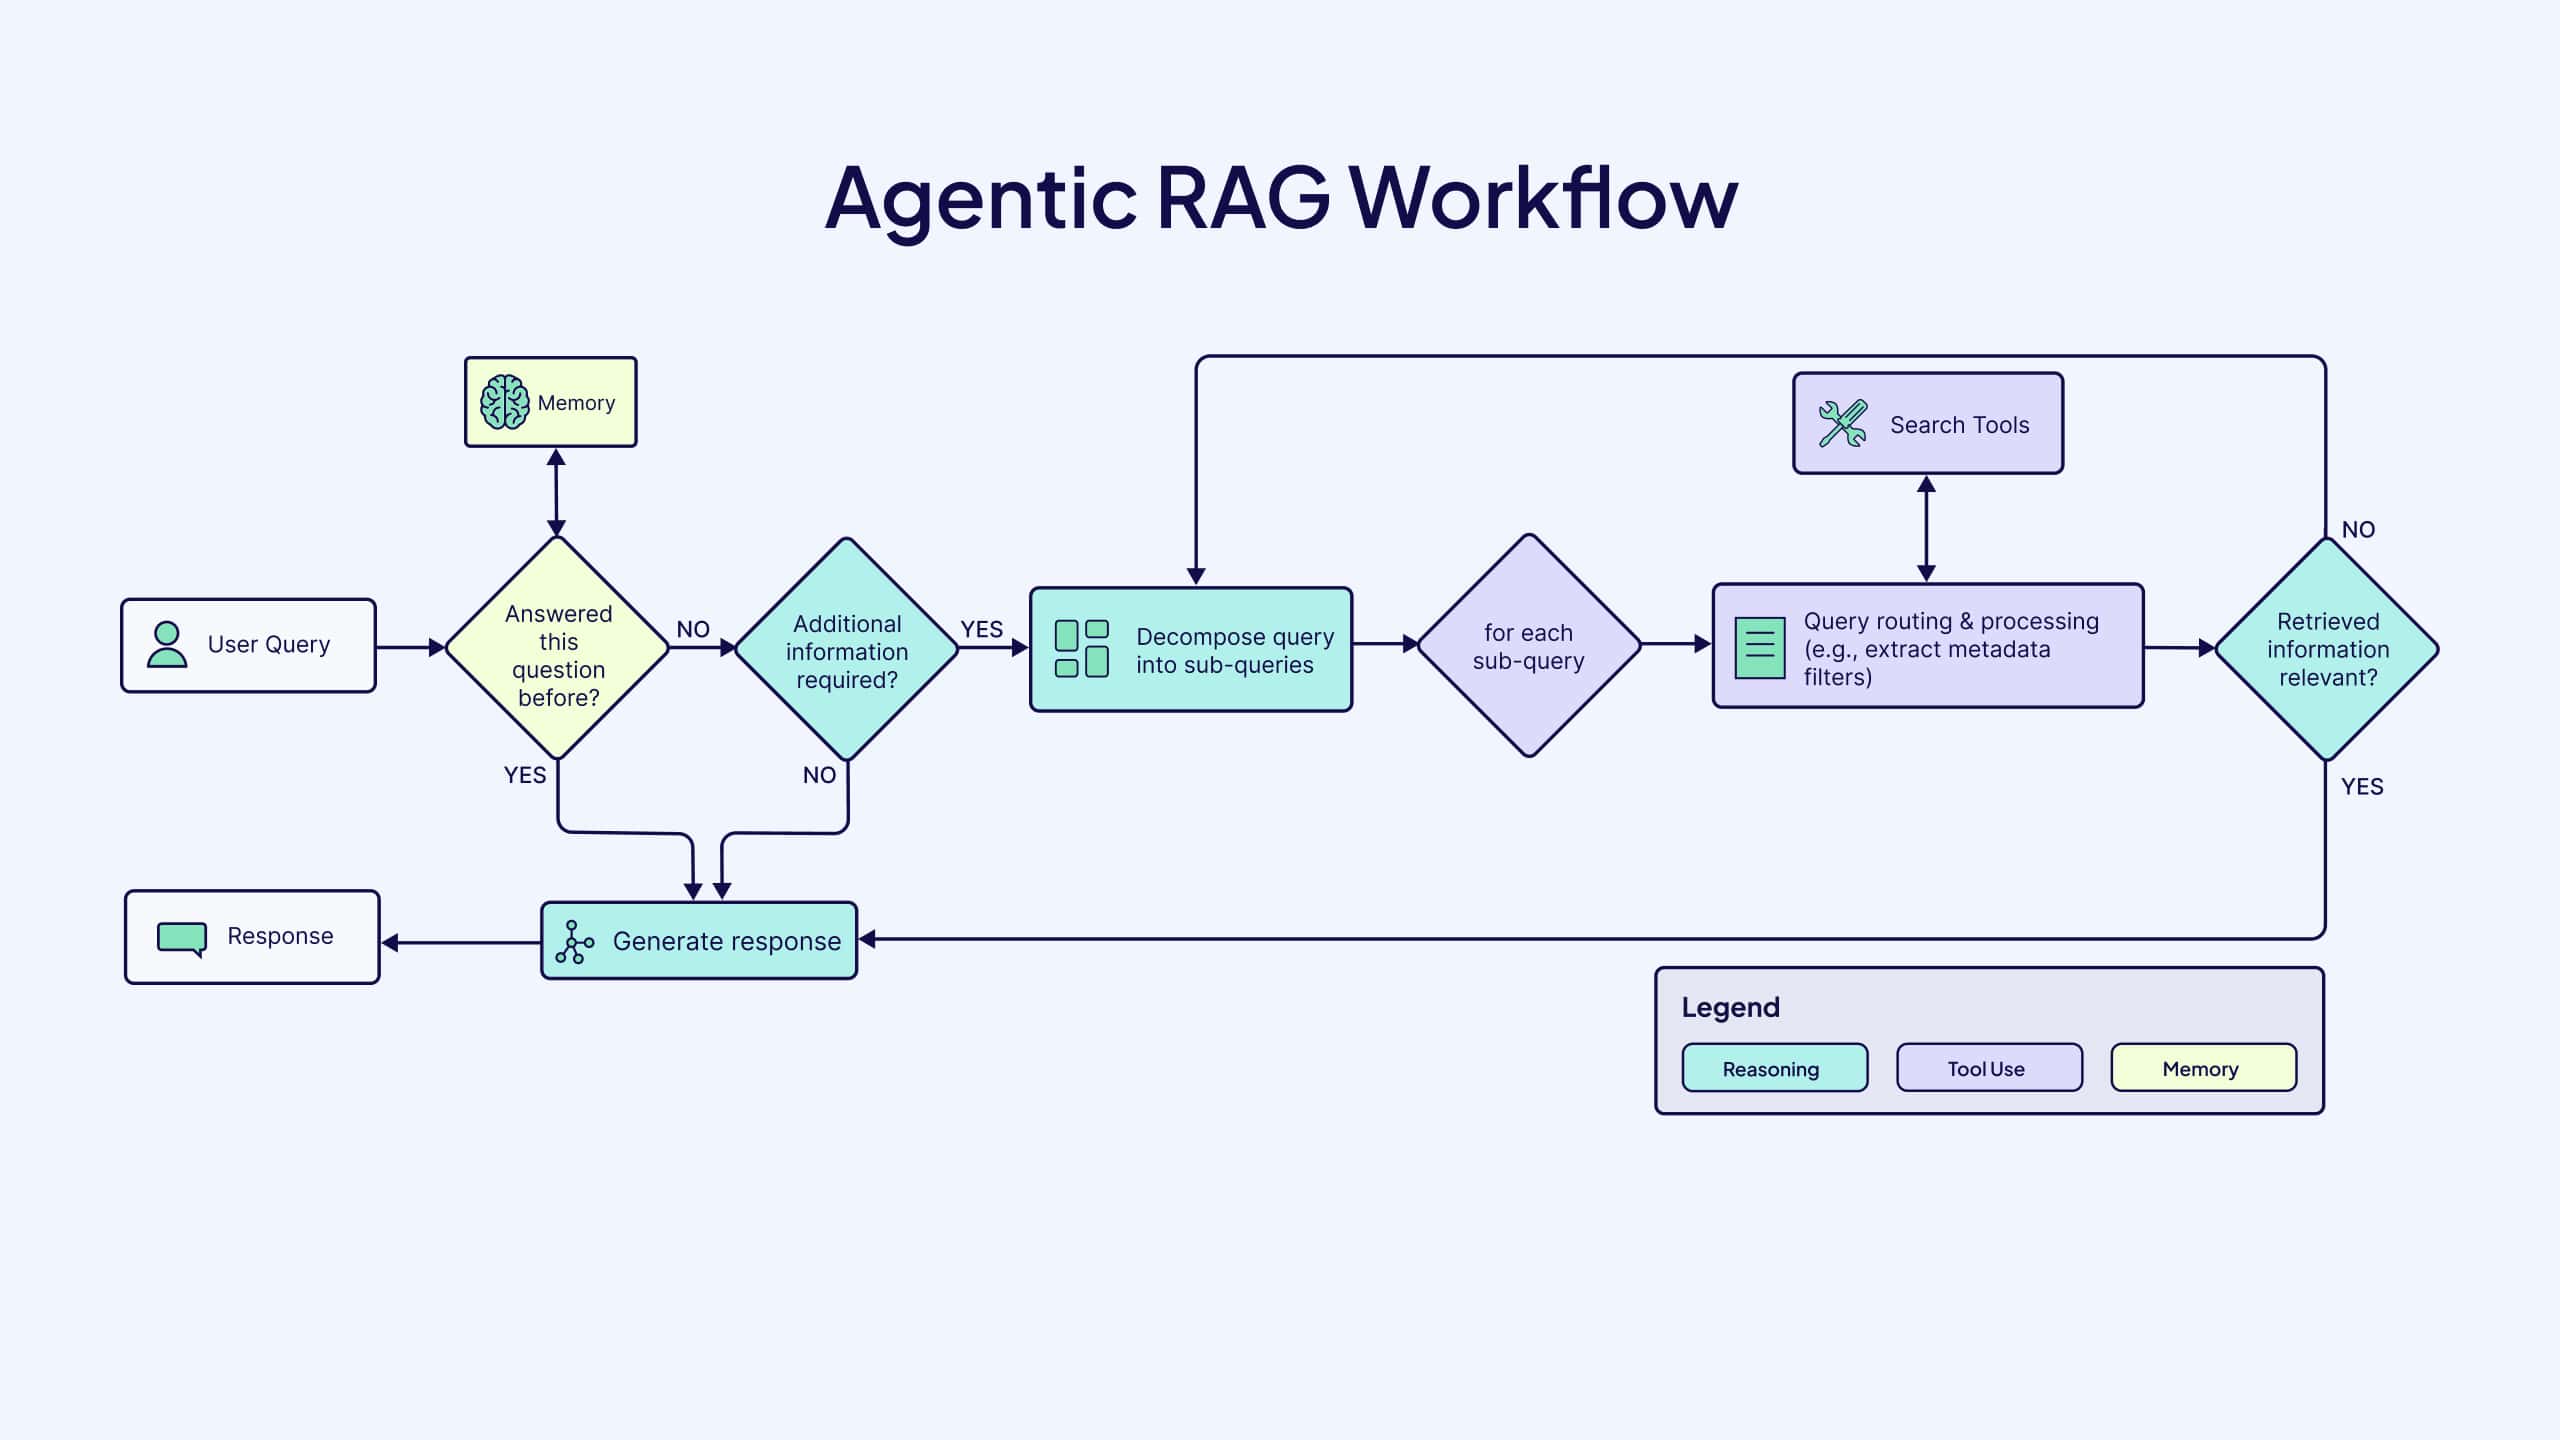 Agentic RAG Workflow
Memory
Search Tools
User Query
Answered
this
question
before?
NO
YES
Additional
information
required?
YES
NO
Decompose query
into sub-queries
for each
sub-query
Query routing & processing
(e.g., extract metadata
filters)
Retrieved
information
relevant?
NO
YES
Response
Generate response
Legend
Reasoning
Tool Use
Memory